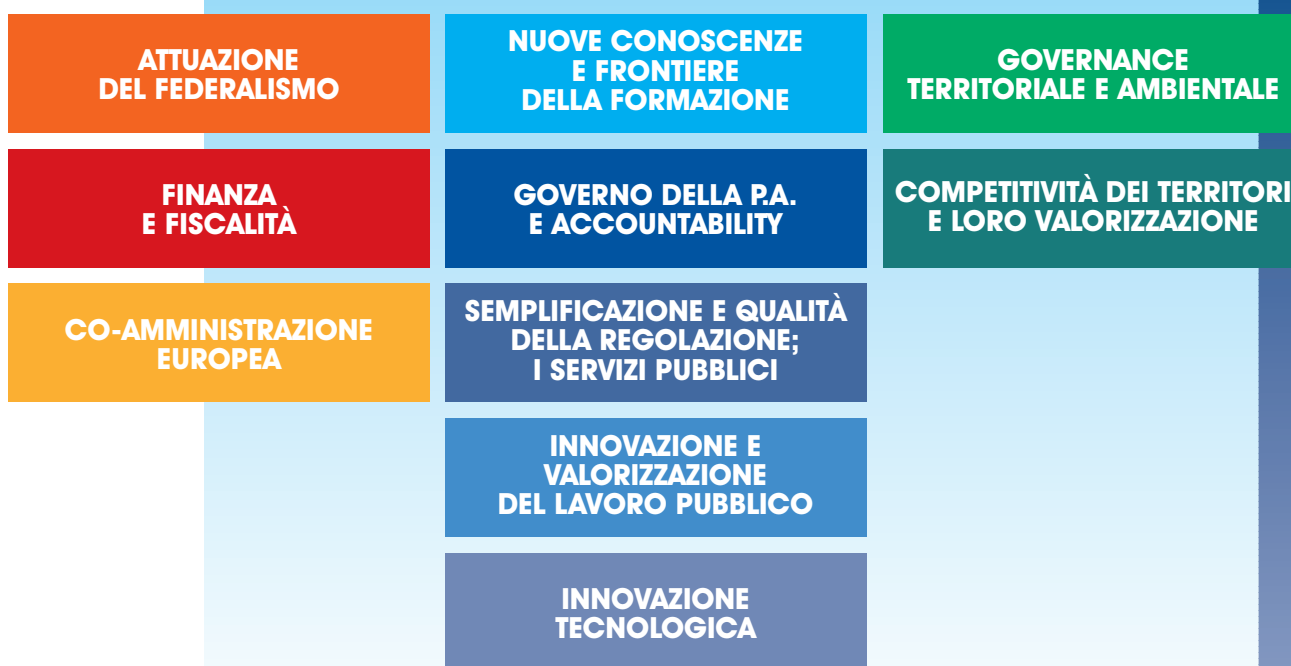 ATTUAZIONE
DEL FEDERALISMO
NUOVE CONOSCENZE
E FRONTIERE
DELLA FORMAZIONE
GOVERNANCE
TERRITORIALE E AMBIENTALE
FINANZA
E FISCALITÀ
GOVERNO DELLA P.A.
E ACCOUNTABILITY
COMPETITIVITÀ DEI TERRITORI
E LORO VALORIZZAZIONE
CO-AMMINISTRAZIONE
EUROPEA
SEMPLIFICAZIONE E QUALITÀ
DELLA REGOLAZIONE;
I SERVIZI PUBBLICI
INNOVAZIONE E
VALORIZZAZIONE
DEL LAVORO PUBBLICO
INNOVAZIONE
TECNOLOGICA